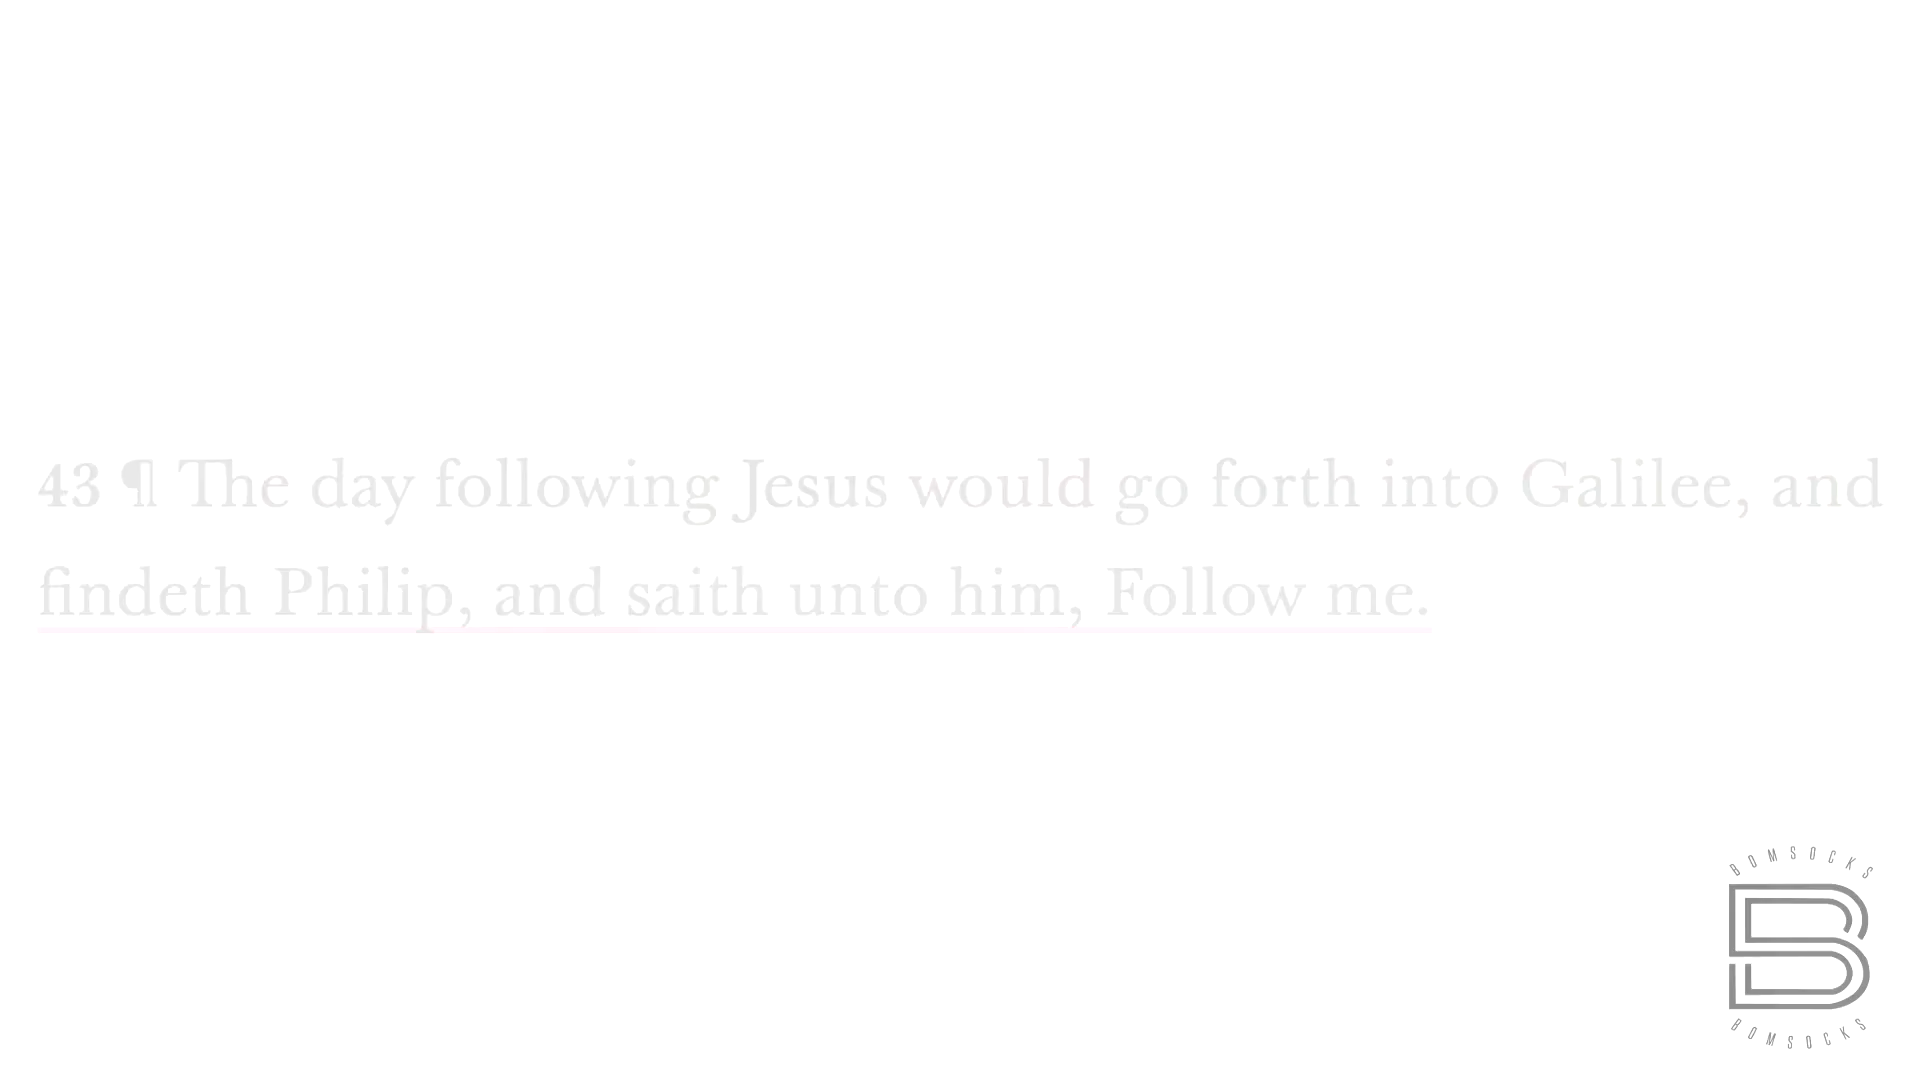 43 ¶ The day following Jesus would go forth into Galilee, and
findeth Philip, and saith unto him, Follow me.
BOMSOCKS
B
BOMSOCKS